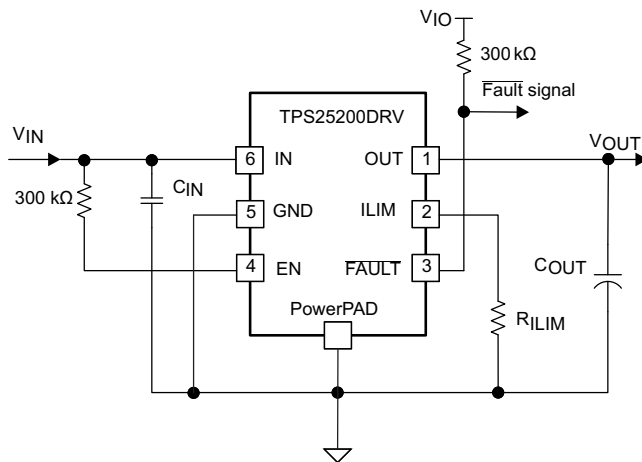 VIO
300 kΩ
Fault signal
TPS25200DRV
VIN
VOUT
6 IN
OUT 1
300 kΩ
CIN
5 GND
ILIM 2
4 EN
FAULT 3
COUT
PowerPAD
RILIM